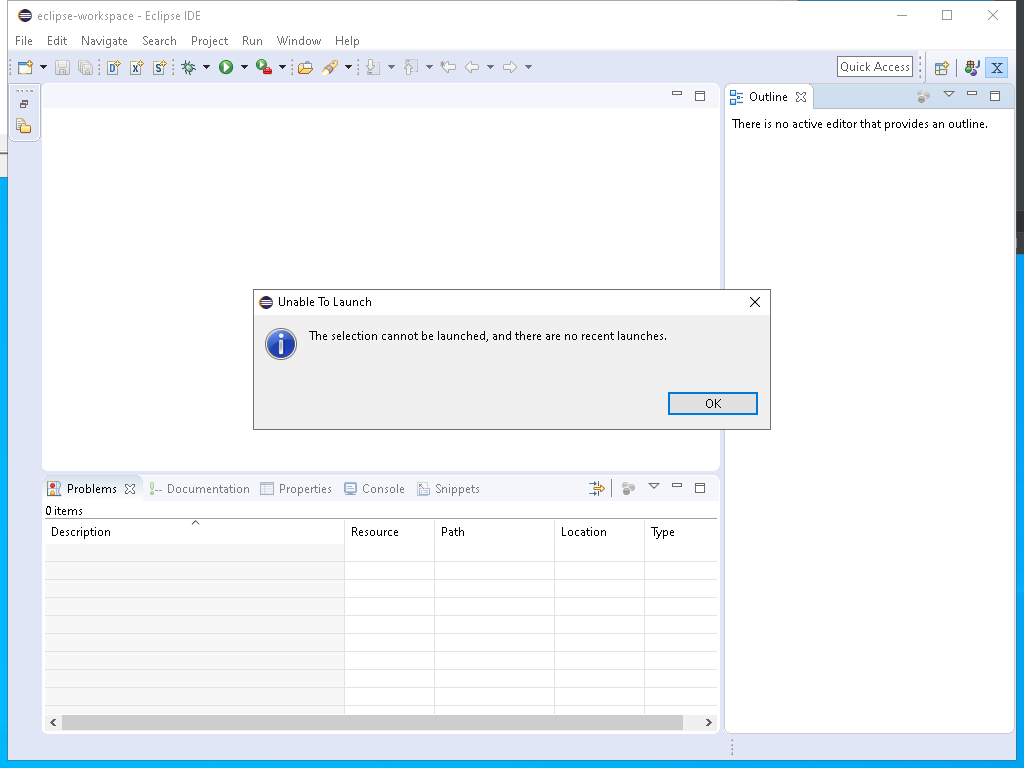 eclipse-workspace - Eclipse IDE
File Edit Navigate Search Project Run Window Help
Quick Access
Outline
There is no active editor that provides an outline.
Unable To Launch
The selection cannot be launched, and there are no recent launches.
OK
Problems Documentation Properties Console Snippets
0 items
Description Resource Path Location Type